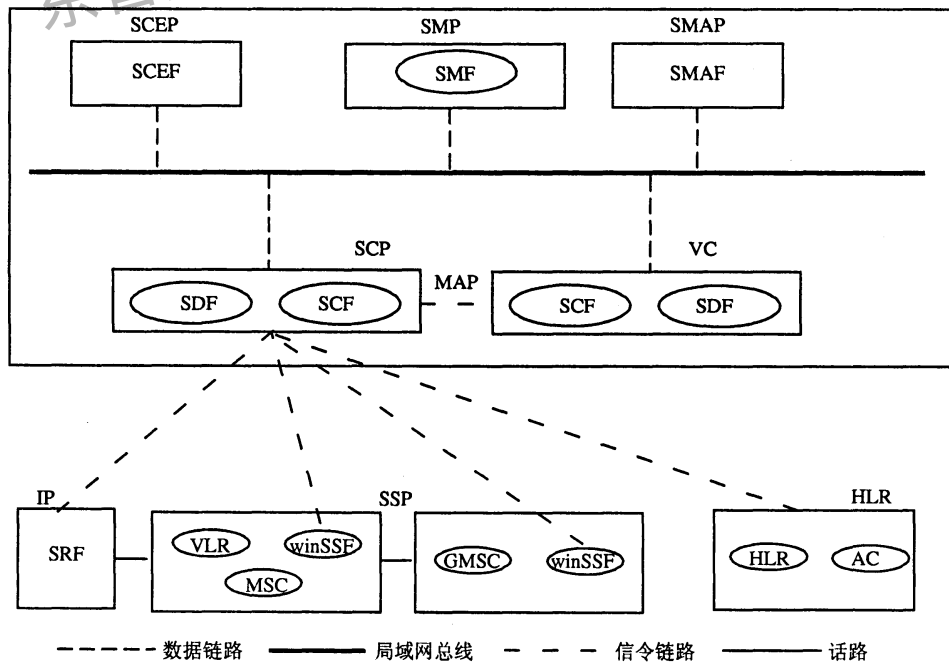 SCEP SMP SMAP
SCEF SMF SMAF
SCP VC
MAP
SDF SCF SCF SDF
IP SSP HLR
SRF VLR winSSF GMSC winSSF HLR AC
MSC
数据链路 局域网总线 信令链路 话路